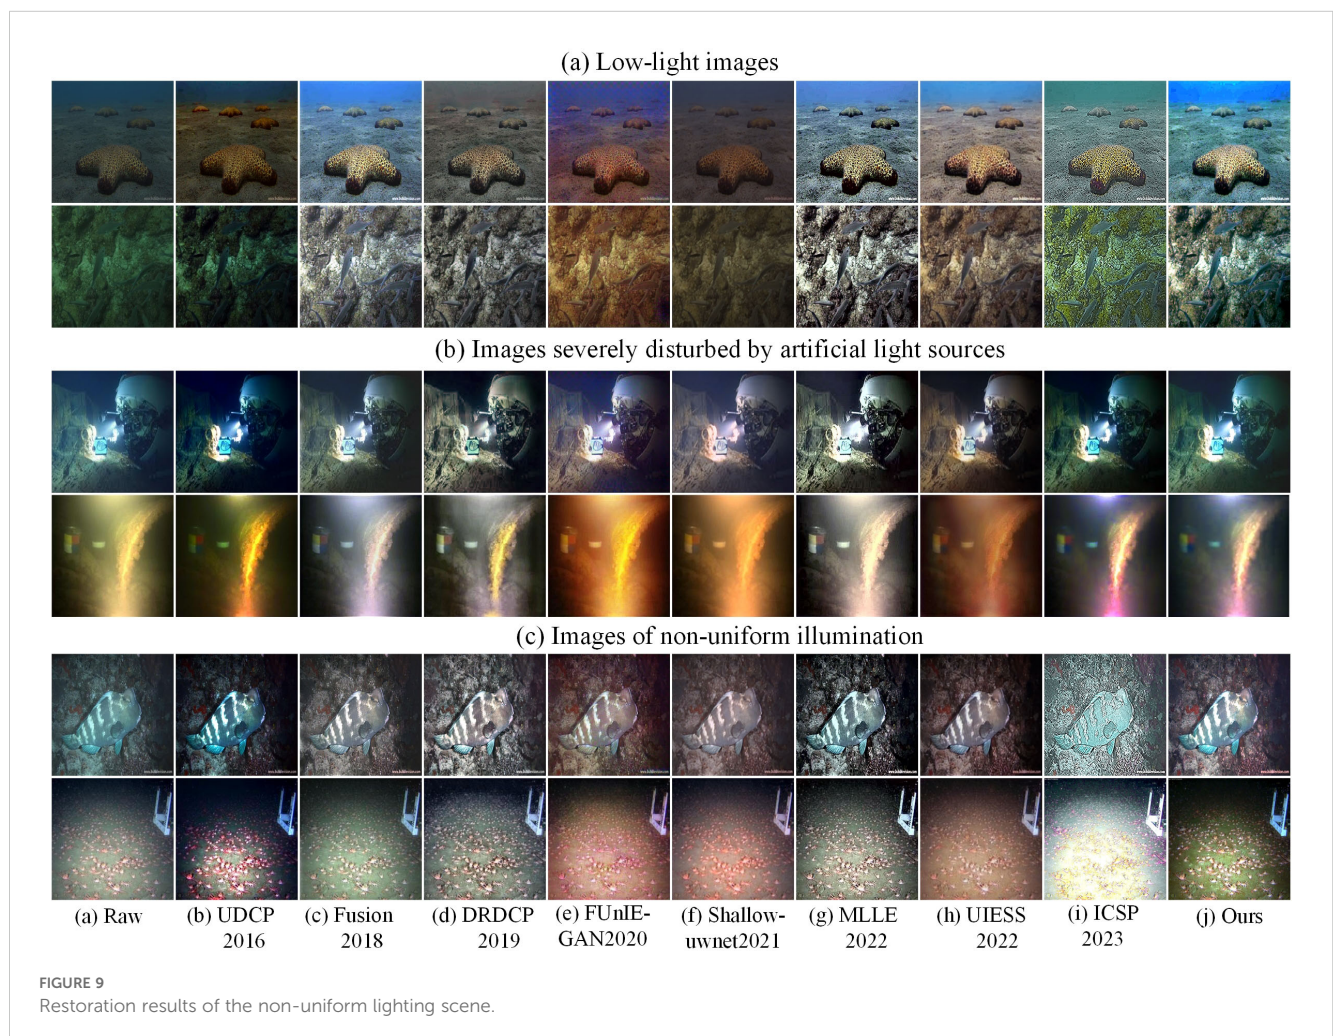 (a) Low-light images
(b) Images severely disturbed by artificial light sources
(c) Images of non-uniform illumination
(a) Raw
(b) UDCP
2016
(c) Fusion
2018
(d) DRDCP
2019
(e) FUnIE-
GAN2020
(f) Shallow-
uwnet2021
(g) MLLE
2022
(h) UIESS
2022
(i) ICSP
2023
(j) Ours
FIGURE 9
Restoration results of the non-uniform lighting scene.